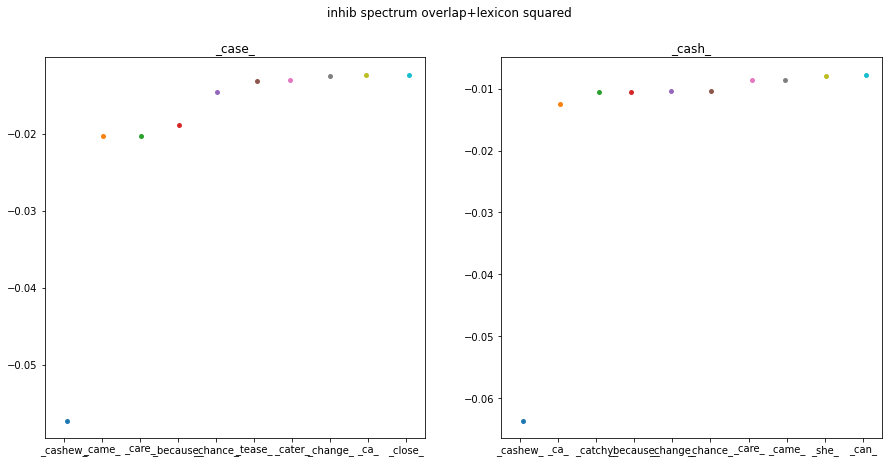 inhib spectrum overlap+lexicon squared
_case_
−0.02
−0.03
−0.04
−0.05
_cashew_ _came_ _care_ _because_ _chance_ _tease_ _cater_ _change_ _ca_ _close_
_cash_
−0.01
−0.02
−0.03
−0.04
−0.05
−0.06
_cashew_ _ca_ _catchy_ _because_ _change_ _chance_ _care_ _came_ _she_ _can_